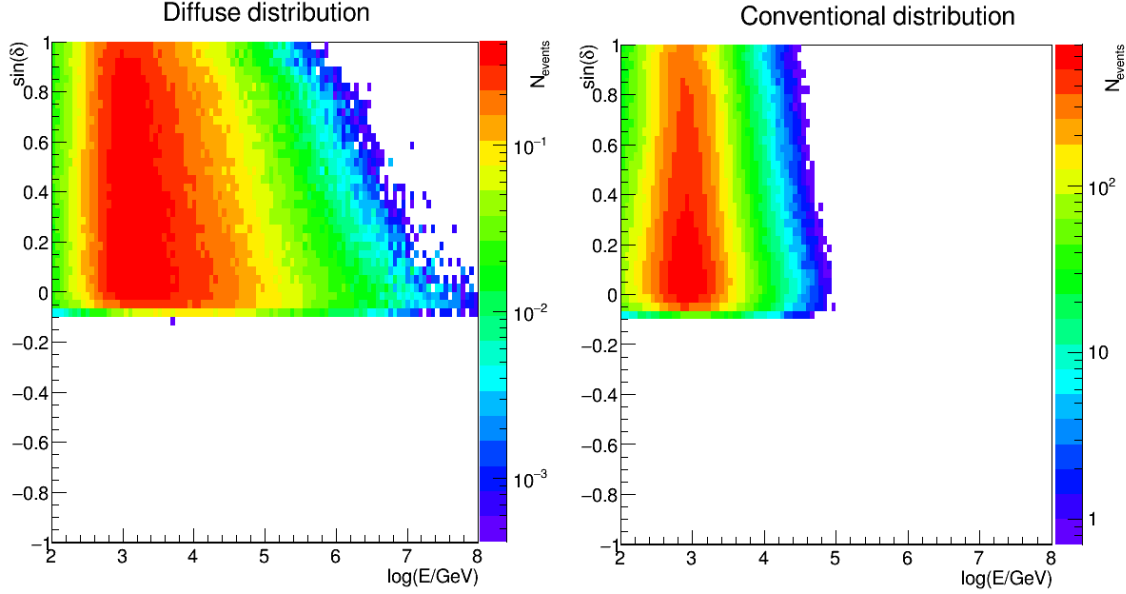 Diffuse distribution
sin(δ)
1
0.8
0.6
0.4
0.2
0
−0.2
−0.4
−0.6
−0.8
−1
2 3 4 5 6 7 8
log(E/GeV)
N_events
10^−1
10^−2
10^−3
Conventional distribution
sin(δ)
1
0.8
0.6
0.4
0.2
0
−0.2
−0.4
−0.6
−0.8
−1
2 3 4 5 6 7 8
log(E/GeV)
N_events
10^2
10
1